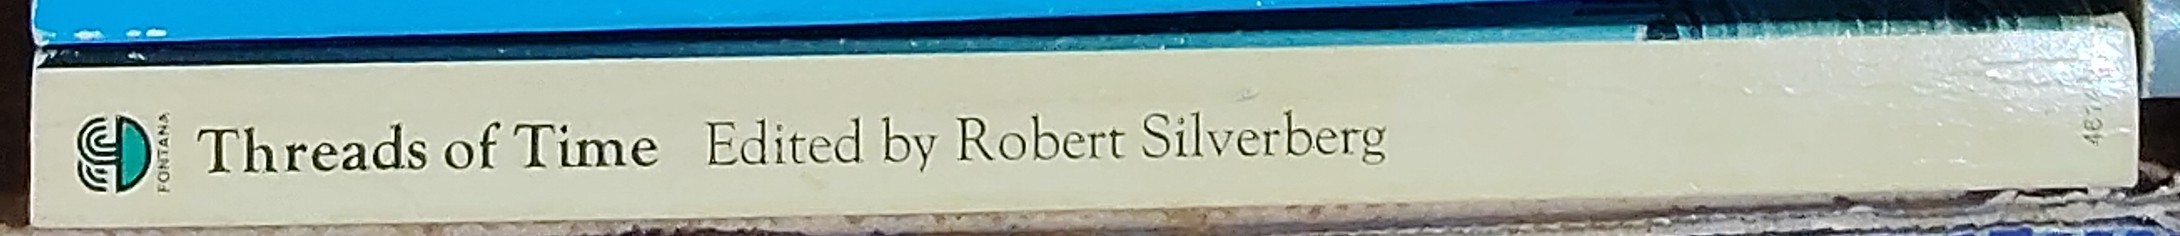 FONTANA
Threads of Time Edited by Robert Silverberg